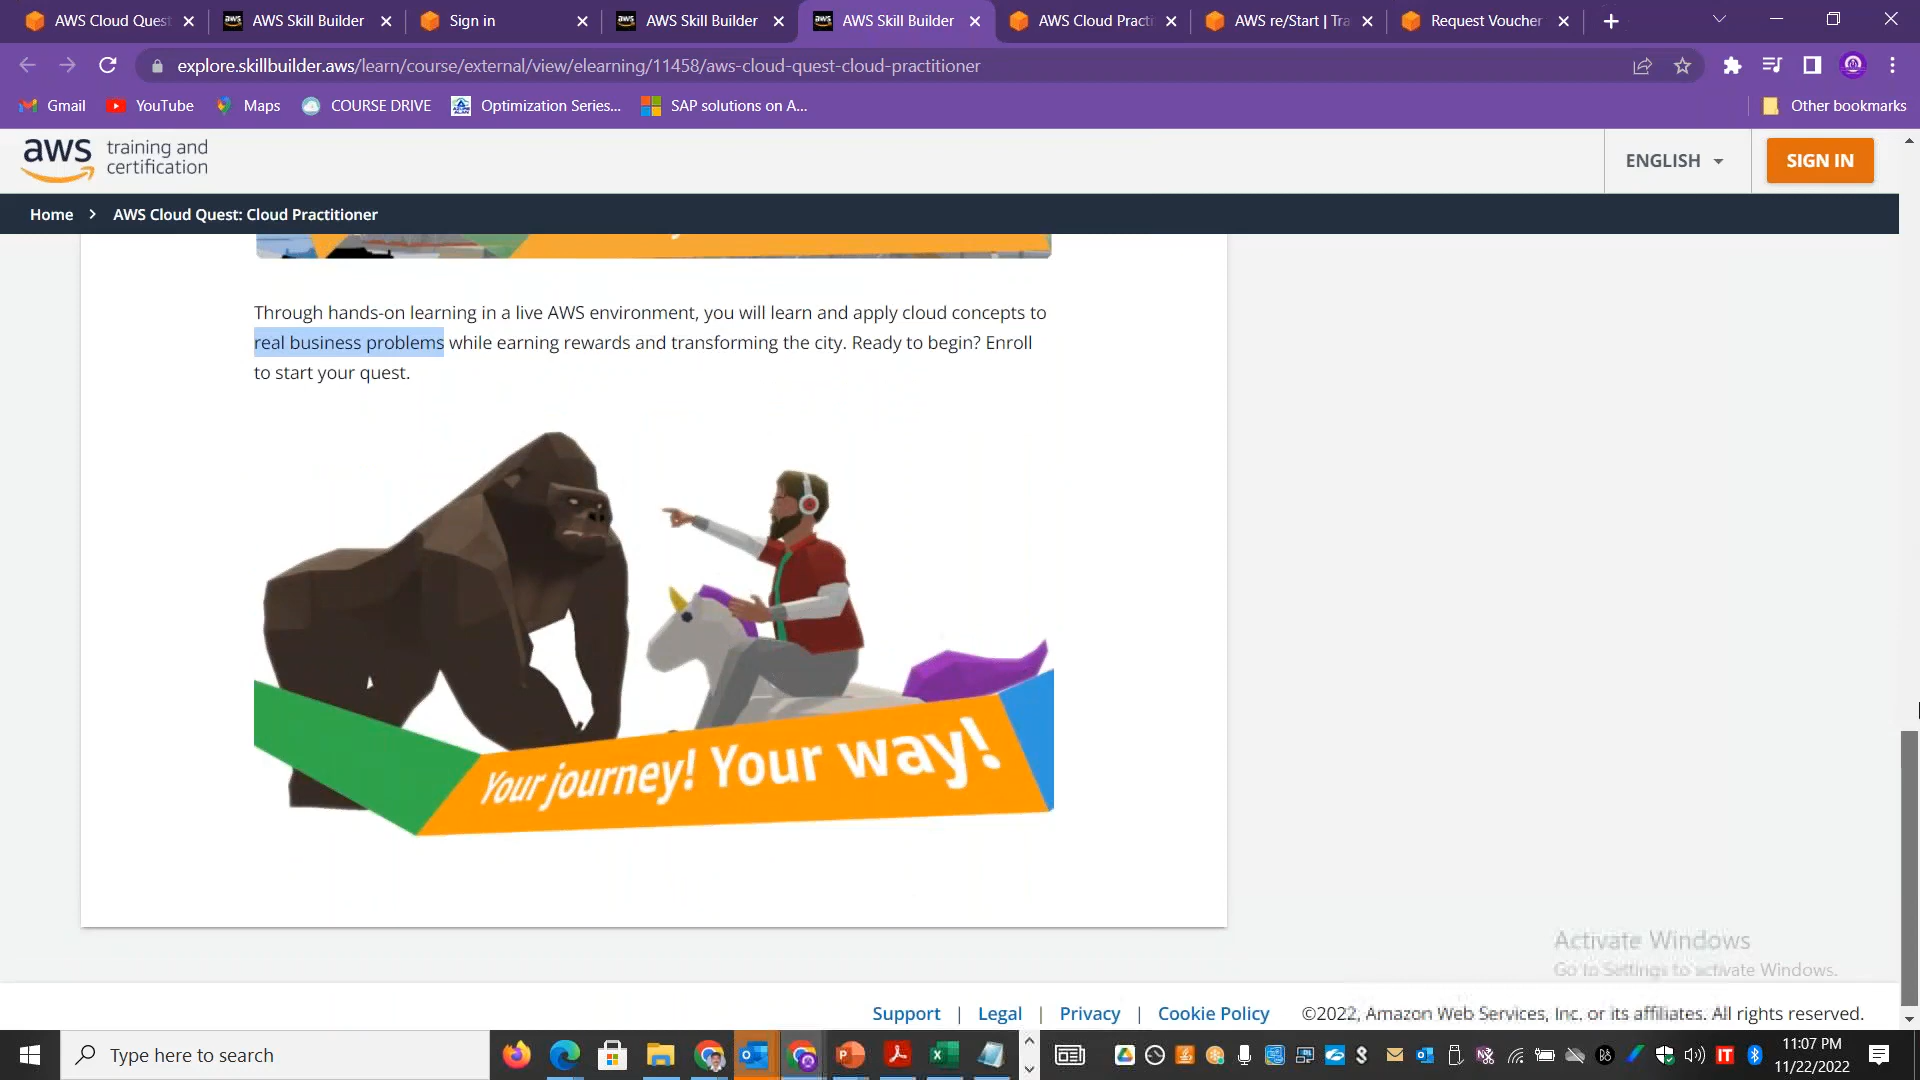 AWS Cloud Quest
AWS Skill Builder
Sign in
AWS Skill Builder
AWS Skill Builder
AWS Cloud Practi
AWS re/Start | Tra
Request Voucher
explore.skillbuilder.aws/learn/course/external/view/elearning/11458/aws-cloud-quest-cloud-practitioner
Gmail
YouTube
Maps
COURSE DRIVE
Optimization Series...
SAP solutions on A...
Other bookmarks
aws training and
certification
ENGLISH
SIGN IN
Home > AWS Cloud Quest: Cloud Practitioner
Through hands-on learning in a live AWS environment, you will learn and apply cloud concepts to
real business problems while earning rewards and transforming the city. Ready to begin? Enroll
to start your quest.
Your journey! Your way!
Activate Windows
Go to Settings to activate Windows.
Support | Legal | Privacy | Cookie Policy ©2022, Amazon Web Services, Inc. or its affiliates. All rights reserved.
Type here to search
11:07 PM
11/22/2022